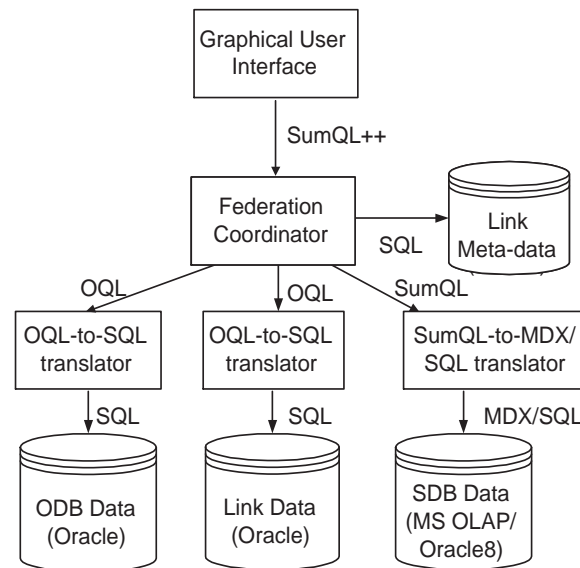 Graphical User
Interface
SumQL++
Federation
Coordinator
SQL
Link
Meta-data
OQL
OQL
SumQL
OQL-to-SQL
translator
OQL-to-SQL
translator
SumQL-to-MDX/
SQL translator
SQL
SQL
MDX/SQL
ODB Data
(Oracle)
Link Data
(Oracle)
SDB Data
(MS OLAP/
Oracle8)